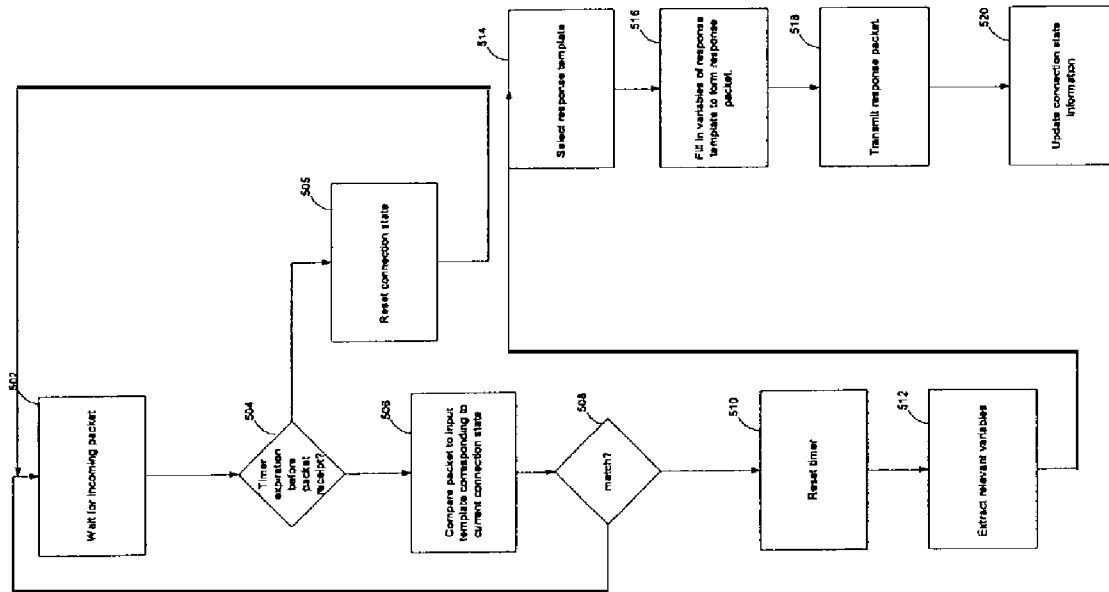 502
Wait for incoming packet
504
Timer
expiration
before
packet
receipt?
505
Reset connection state
506
Compare packet to input
template corresponding to
current connection state
508
match?
510
Reset timer
512
Extract relevant variables
514
Select response template
516
Fill in variables of response
template to form response
packet.
518
Transmit response packet.
520
Update connection state
information